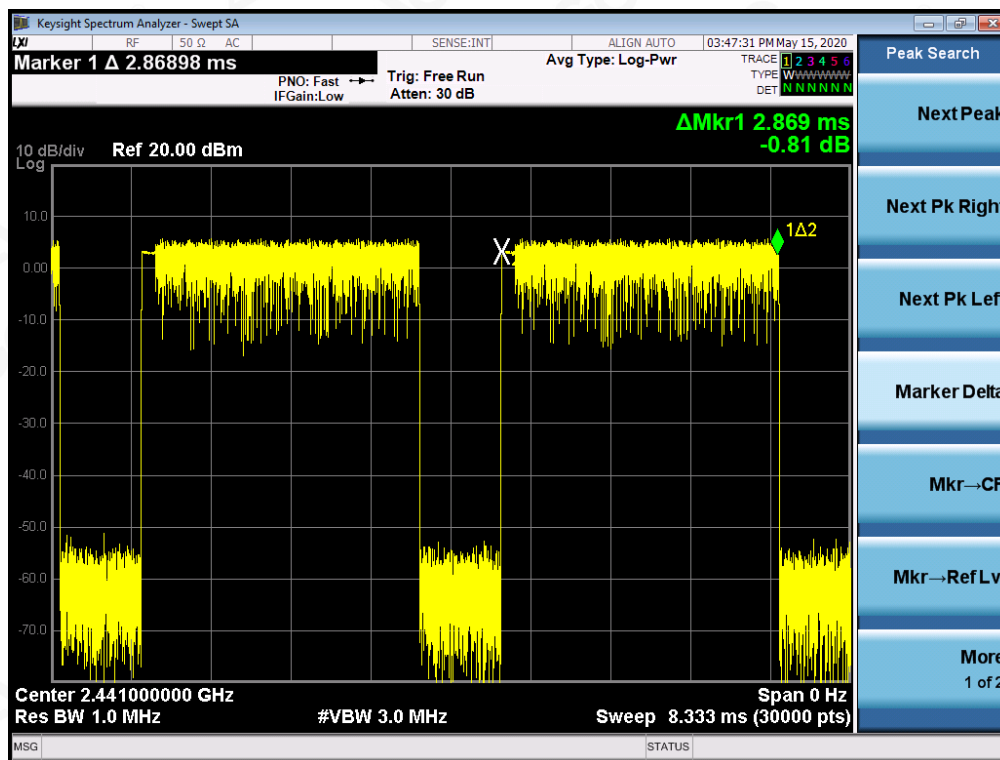 Keysight Spectrum Analyzer - Swept SA
LXI RF 50 Ω AC SENSE:INT ALIGN AUTO 03:47:31 PM May 15, 2020
Marker 1 Δ 2.86898 ms
PNO: Fast
IFGain:Low
Trig: Free Run
Atten: 30 dB
Avg Type: Log-Pwr
TRACE 1 2 3 4 5 6
TYPE WWWWWW
DET N N N N N N
Peak Search
ΔMkr1 2.869 ms
-0.81 dB
10 dB/div Ref 20.00 dBm
Log
10.0
0.00
-10.0
-20.0
-30.0
-40.0
-50.0
-60.0
-70.0
1Δ2
Center 2.441000000 GHz Span 0 Hz
Res BW 1.0 MHz #VBW 3.0 MHz Sweep 8.333 ms (30000 pts)
MSG STATUS
Next Peak
Next Pk Right
Next Pk Left
Marker Delta
Mkr→CF
Mkr→Ref Lv
More
1 of 2